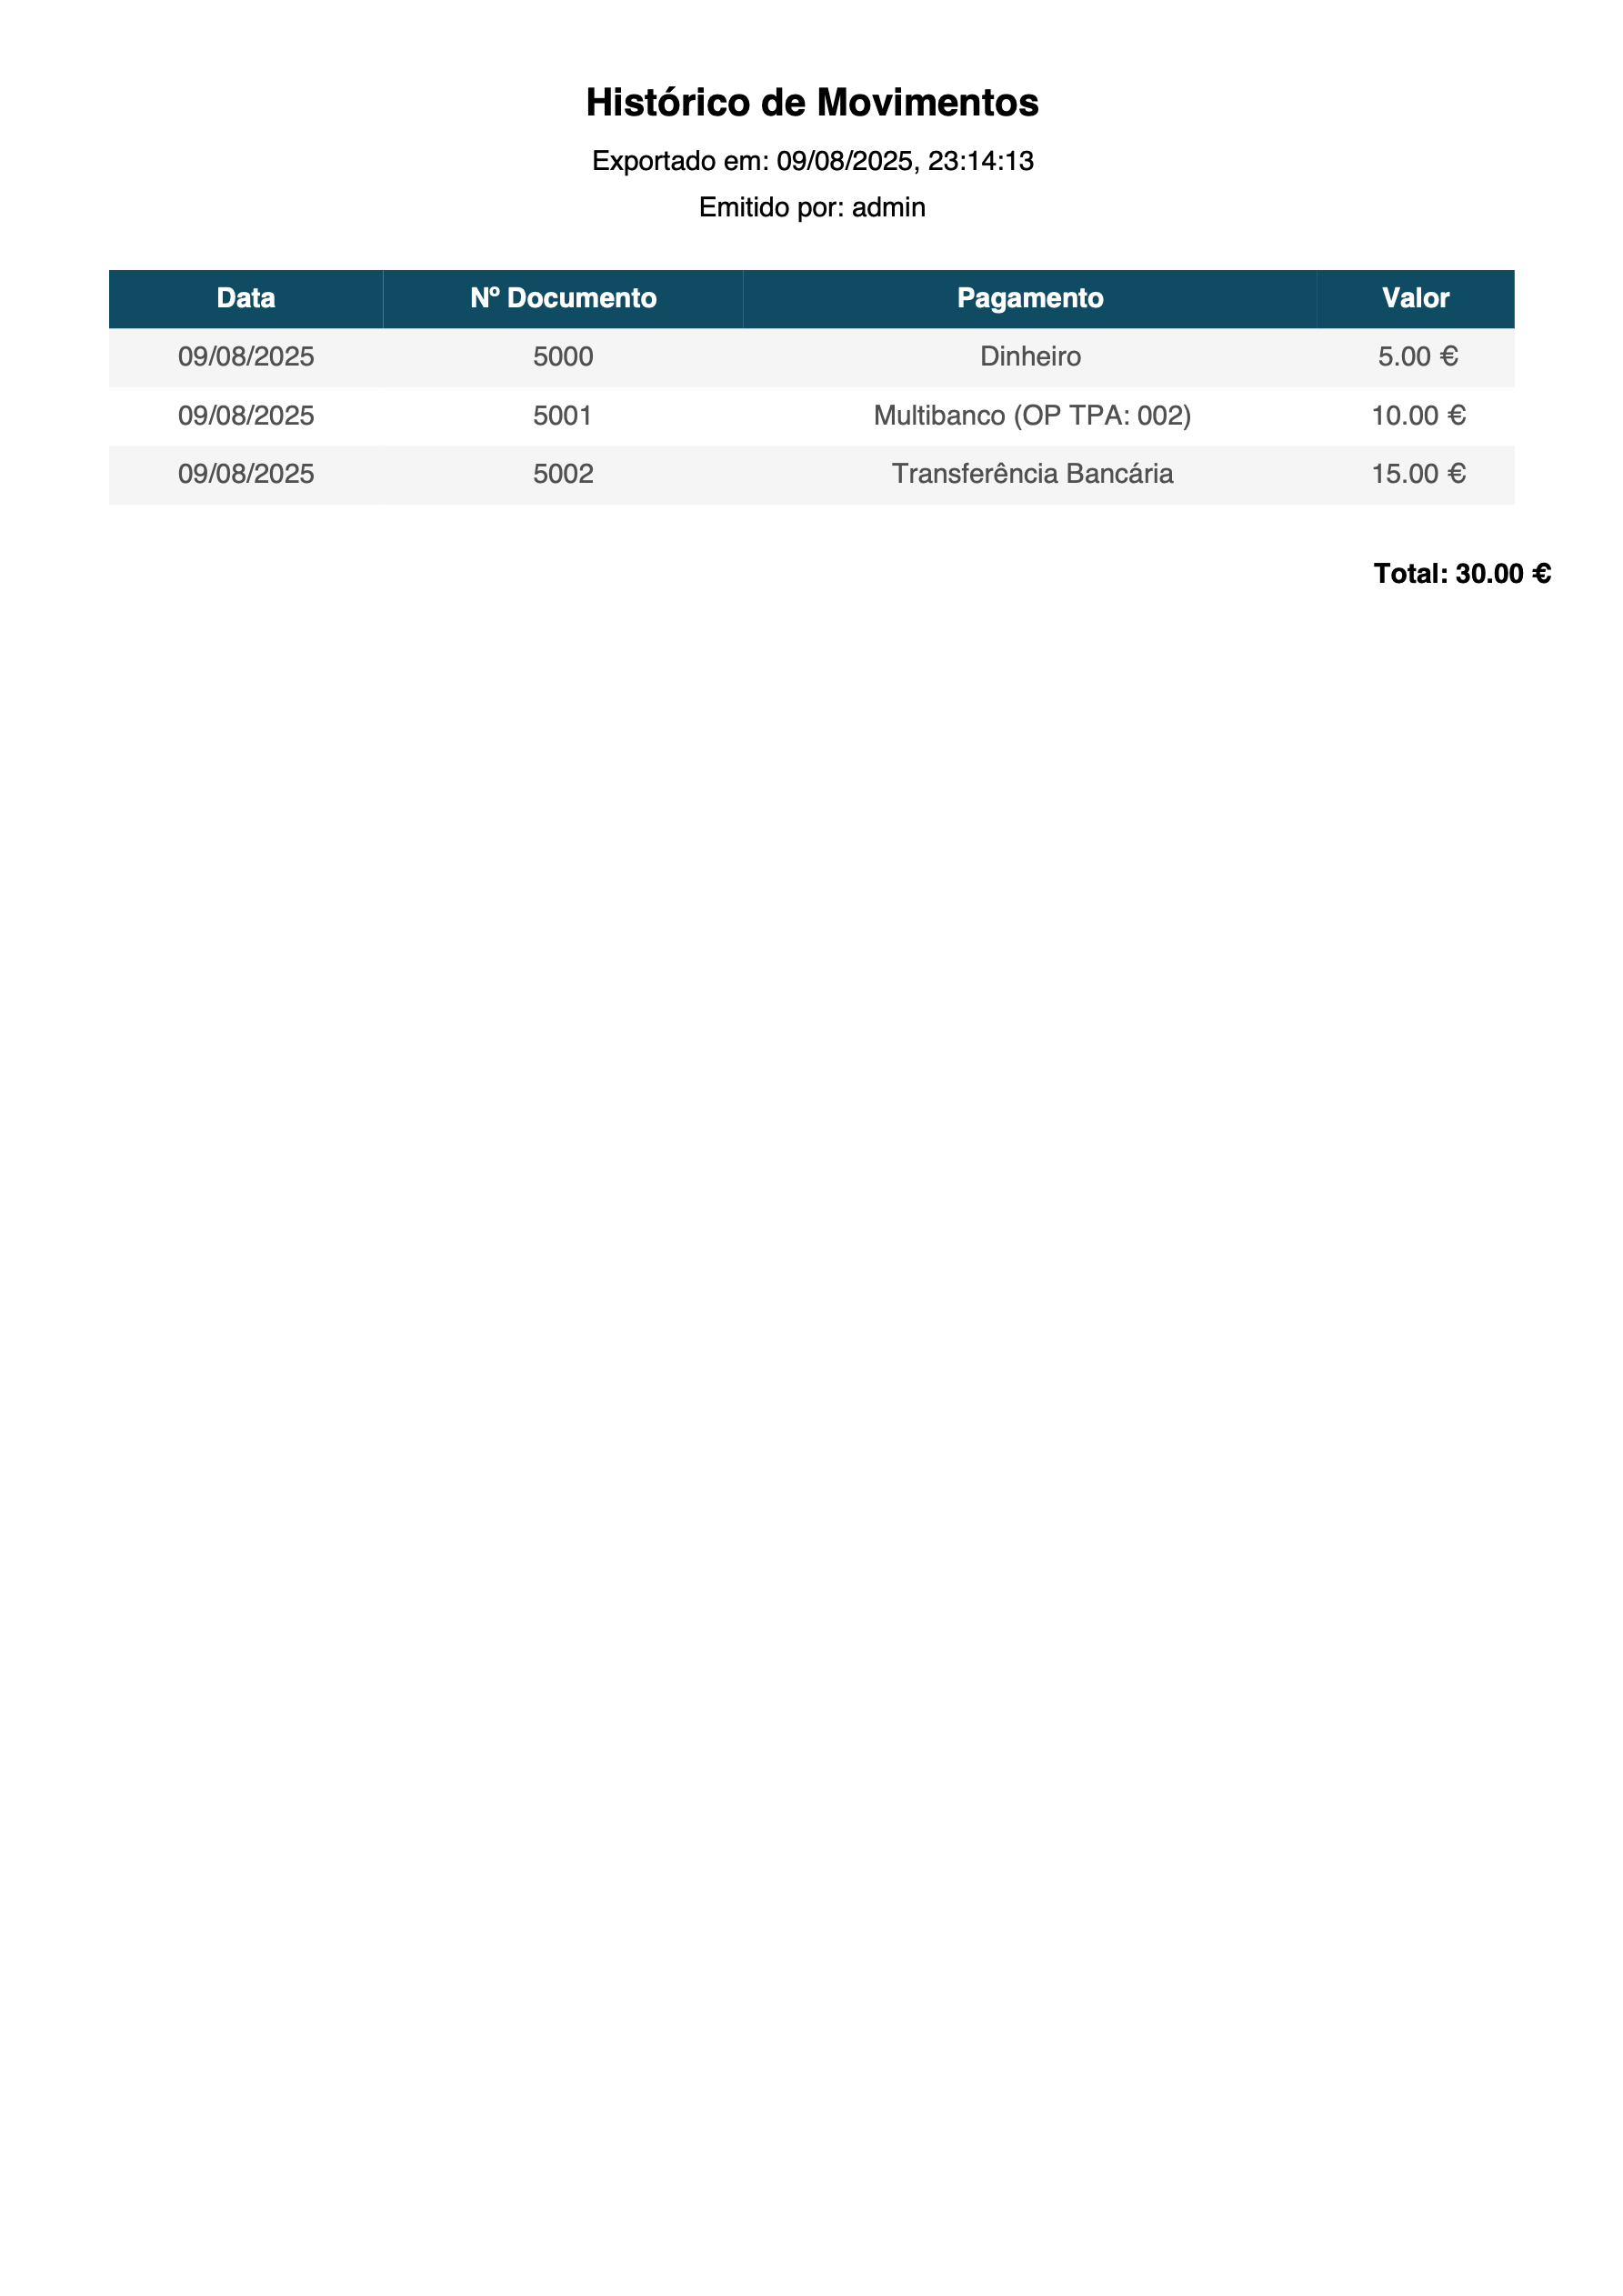 Histórico de Movimentos
Exportado em: 09/08/2025, 23:14:13
Emitido por: admin
Data Nº Documento Pagamento Valor
09/08/2025 5000 Dinheiro 5.00 €
09/08/2025 5001 Multibanco (OP TPA: 002) 10.00 €
09/08/2025 5002 Transferência Bancária 15.00 €
Total: 30.00 €